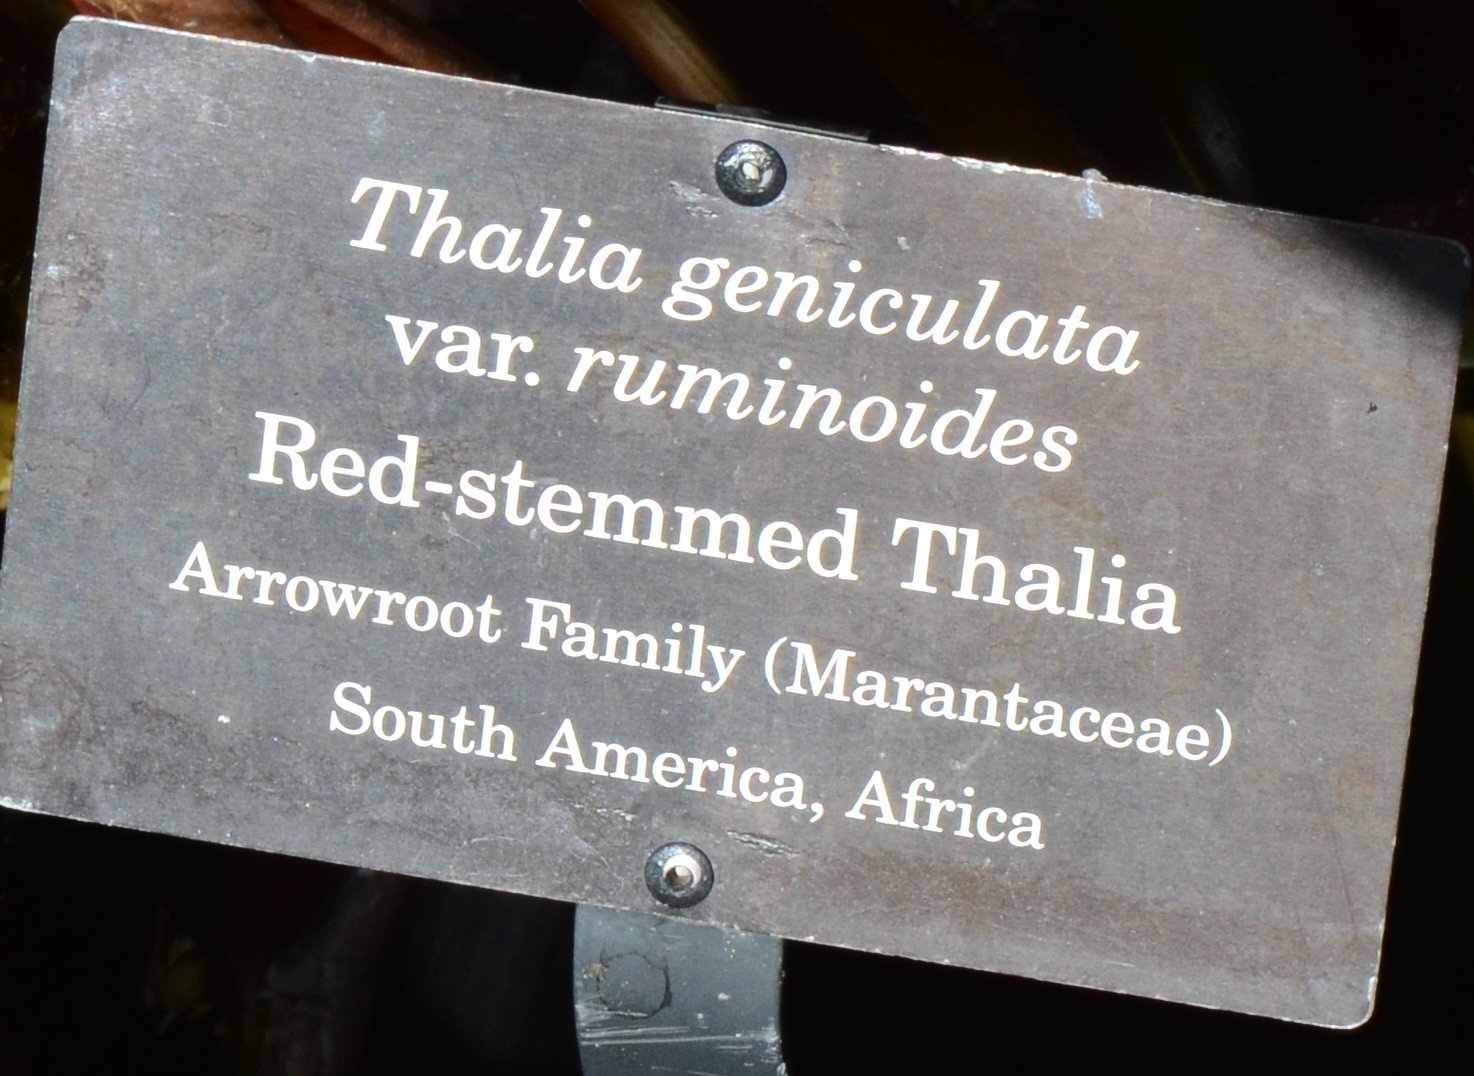 Thalia geniculata
var. ruminoides
Red-stemmed Thalia
Arrowroot Family (Marantaceae)
South America, Africa